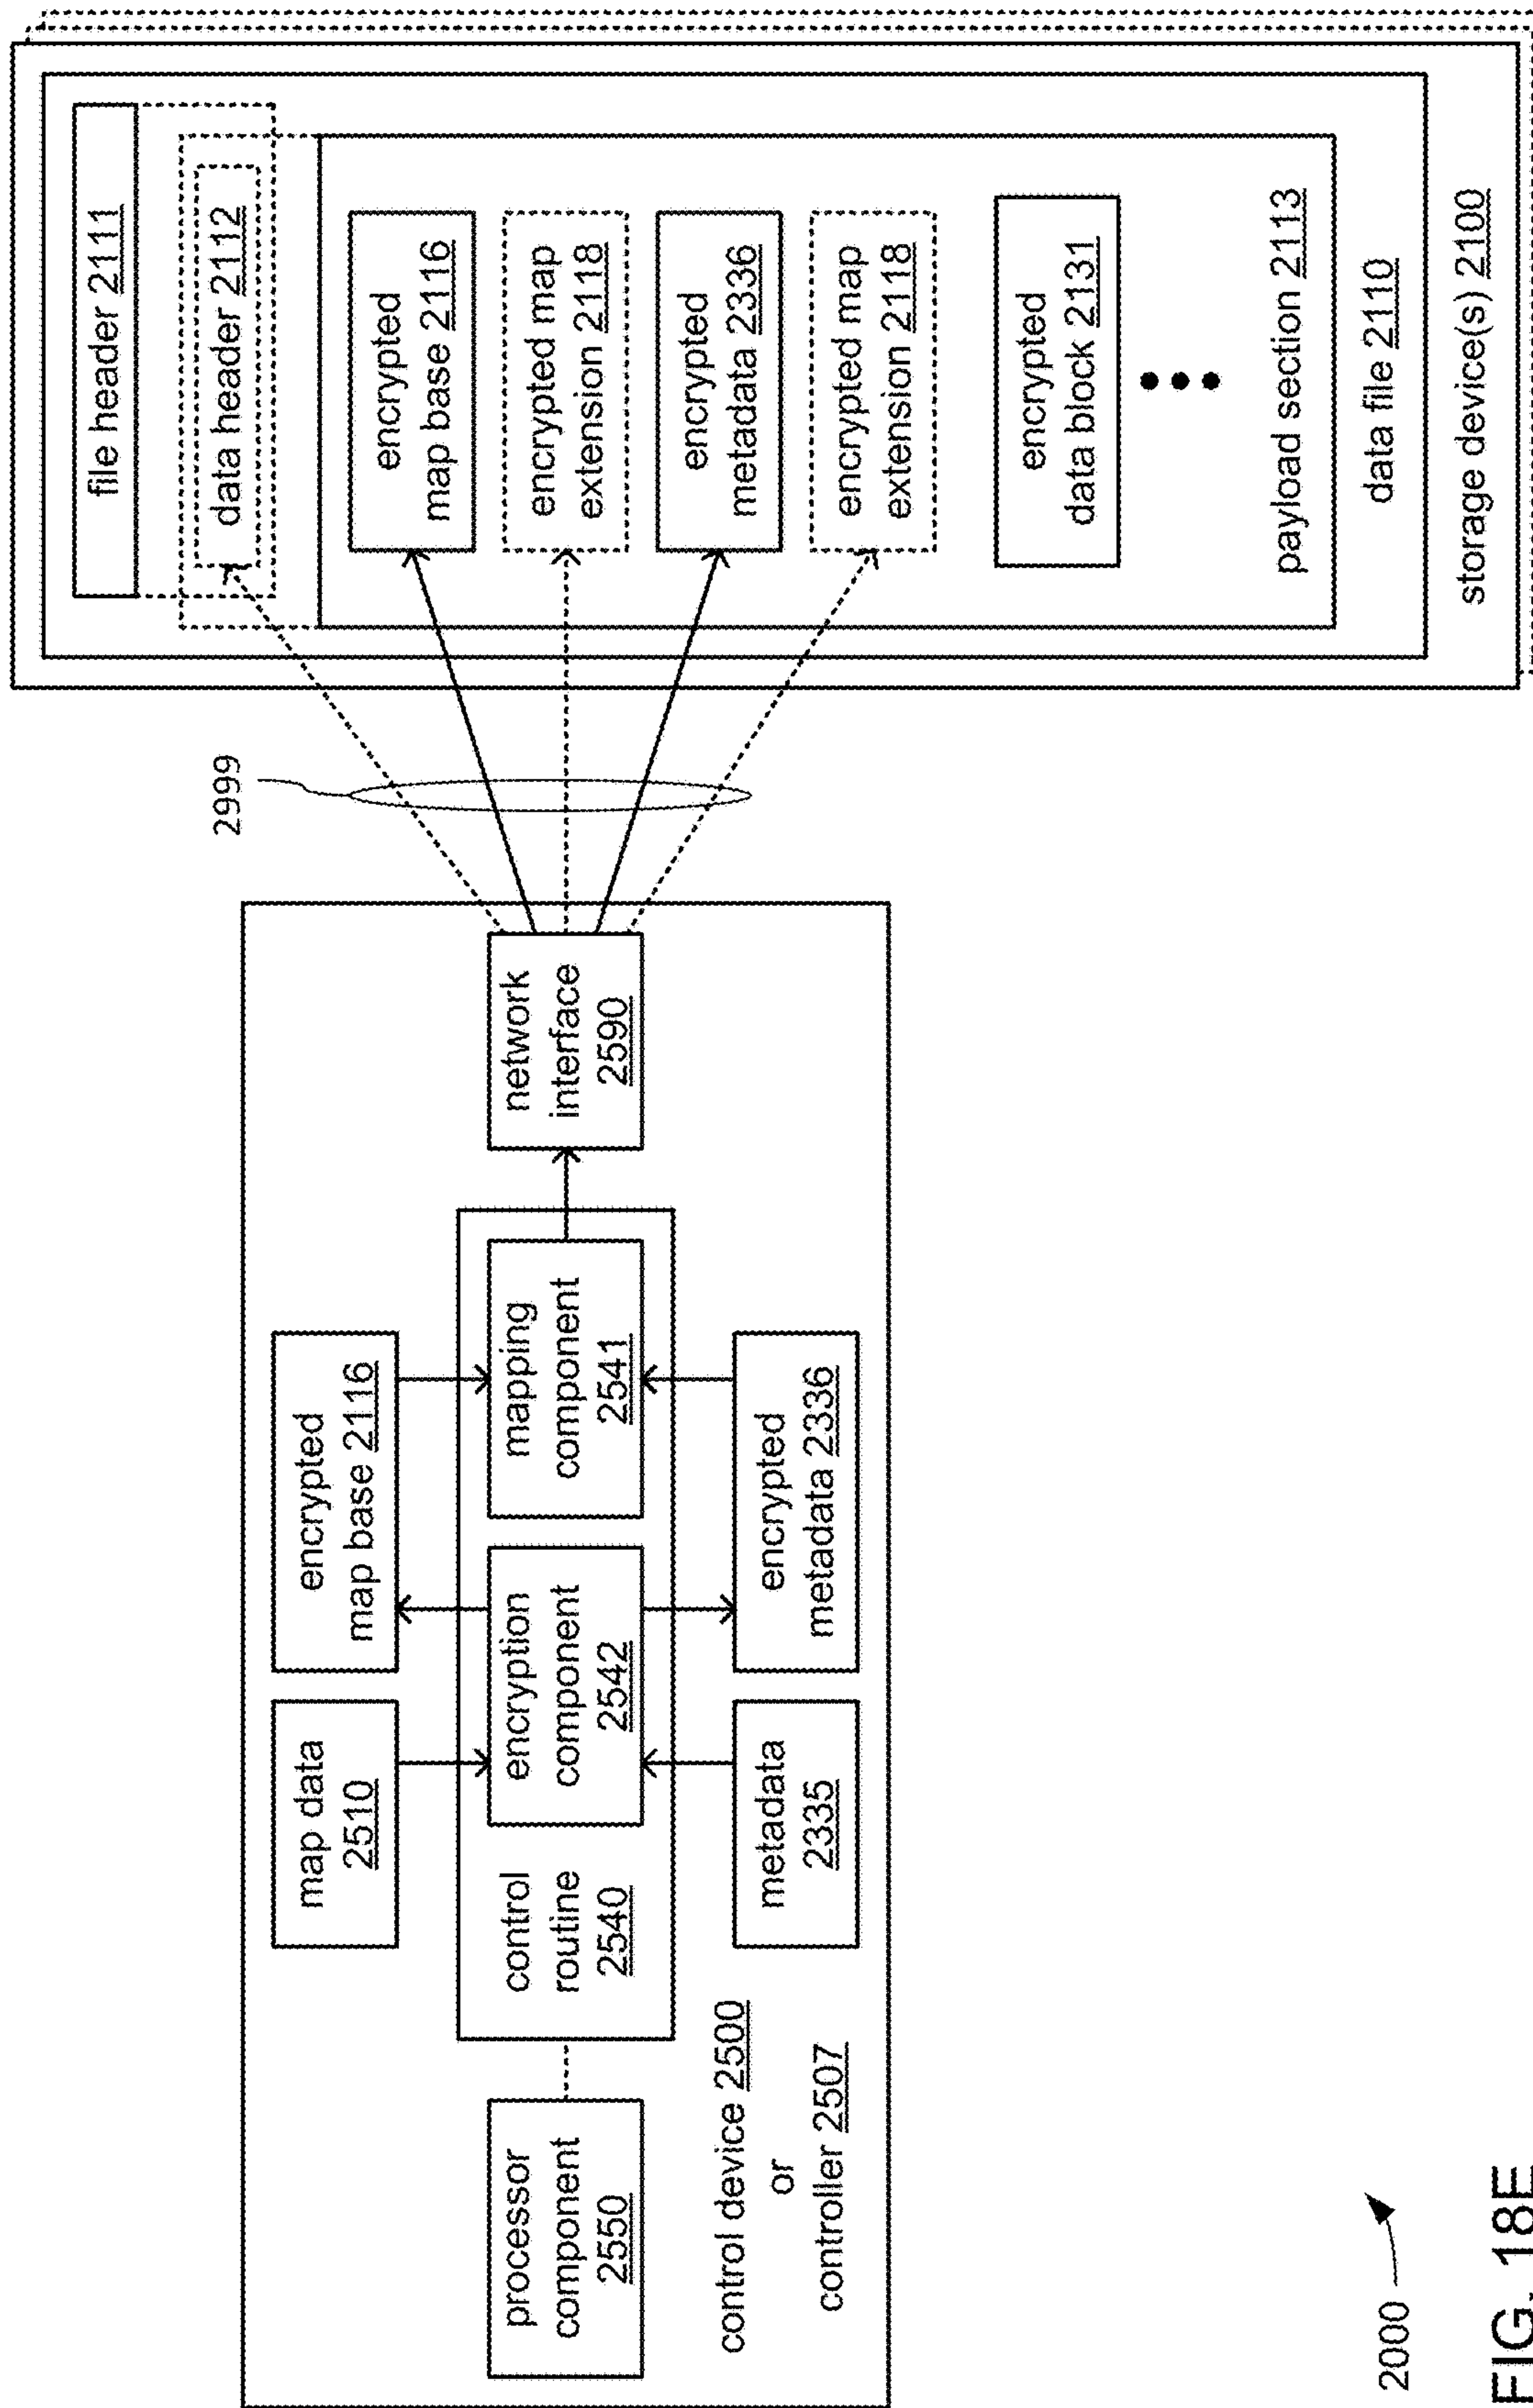 processor
component
2550
control device 2500
or
controller 2507
control
routine
2540
map data
2510
encryption
component
2542
metadata
2335
encrypted
map base 2116
mapping
component
2541
encrypted
metadata 2336
network
interface
2590
2999
file header 2111
data header 2112
encrypted
map base 2116
encrypted map
extension 2118
encrypted
metadata 2336
encrypted map
extension 2118
encrypted
data block 2131
payload section 2113
data file 2110
storage device(s) 2100
2000
FIG. 18E